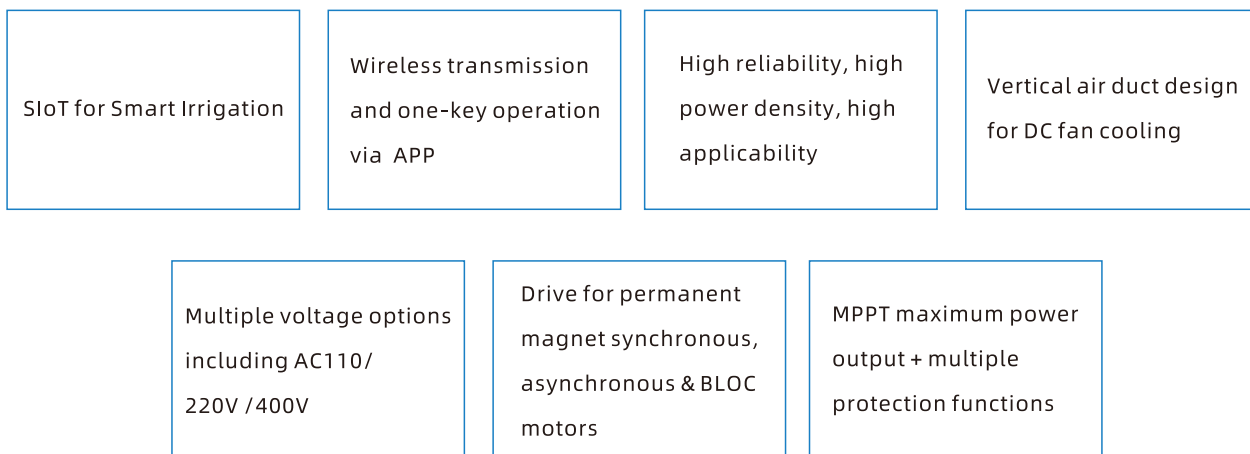 SIoT for Smart Irrigation
Wireless transmission
and one-key operation
via APP
High reliability, high
power density, high
applicability
Vertical air duct design
for DC fan cooling
Multiple voltage options
including AC110/
220V /400V
Drive for permanent
magnet synchronous,
asynchronous & BLOC
motors
MPPT maximum power
output + multiple
protection functions